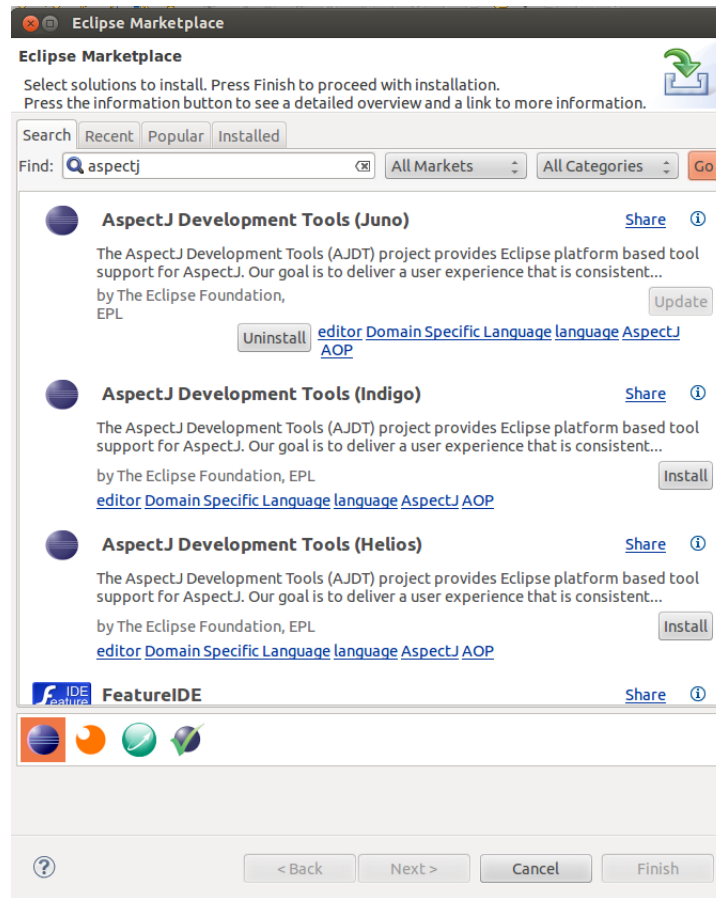 Eclipse Marketplace
Eclipse Marketplace
Select solutions to install. Press Finish to proceed with installation.
Press the information button to see a detailed overview and a link to more information.
Search Recent Popular Installed
Find: aspectj All Markets All Categories Go
AspectJ Development Tools (Juno) Share
The AspectJ Development Tools (AJDT) project provides Eclipse platform based tool
support for AspectJ. Our goal is to deliver a user experience that is consistent...
by The Eclipse Foundation,
EPL
Update
Uninstall editor Domain Specific Language language AspectJ
AOP
AspectJ Development Tools (Indigo) Share
The AspectJ Development Tools (AJDT) project provides Eclipse platform based tool
support for AspectJ. Our goal is to deliver a user experience that is consistent...
by The Eclipse Foundation, EPL Install
editor Domain Specific Language language AspectJ AOP
AspectJ Development Tools (Helios) Share
The AspectJ Development Tools (AJDT) project provides Eclipse platform based tool
support for AspectJ. Our goal is to deliver a user experience that is consistent...
by The Eclipse Foundation, EPL Install
editor Domain Specific Language language AspectJ AOP
IDE
Feature
FeatureIDE Share
? < Back Next > Cancel Finish